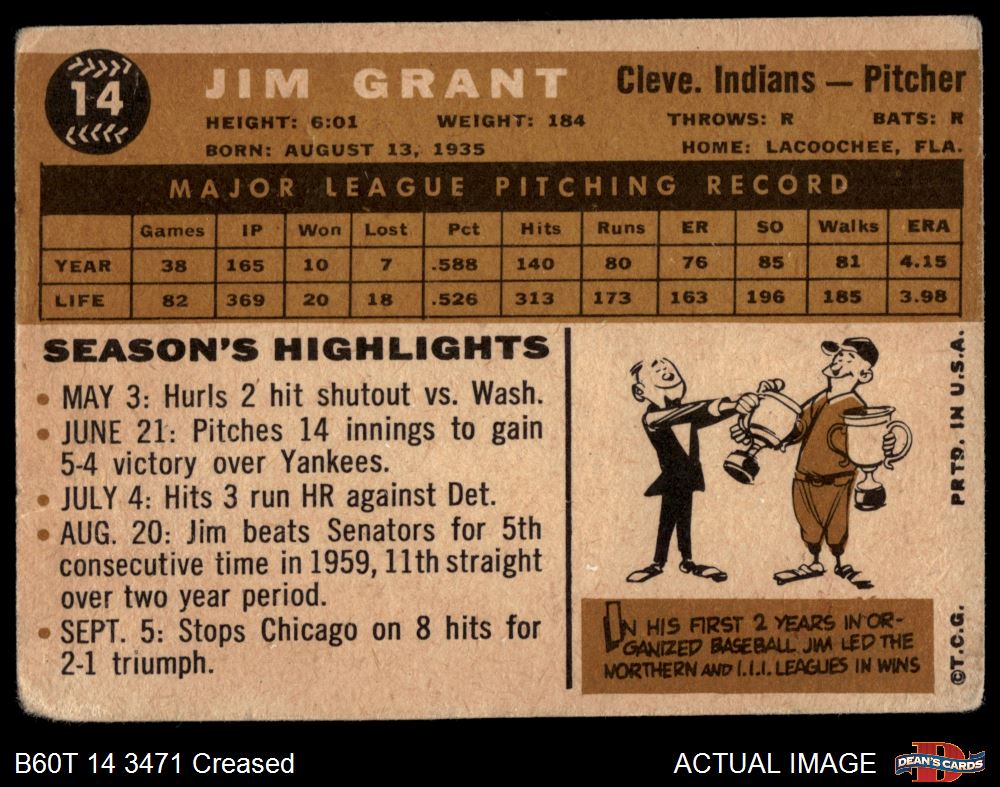 14
JIM GRANT
Cleve. Indians — Pitcher
HEIGHT: 6:01 WEIGHT: 184 THROWS: R BATS: R
BORN: AUGUST 13, 1935 HOME: LACOOCHEE, FLA.
MAJOR LEAGUE PITCHING RECORD
Games IP Won Lost Pct Hits Runs ER SO Walks ERA
YEAR 38 165 10 7 .588 140 80 76 85 81 4.15
LIFE 82 369 20 18 .526 313 173 163 196 185 3.98
SEASON'S HIGHLIGHTS
• MAY 3: Hurls 2 hit shutout vs. Wash.
• JUNE 21: Pitches 14 innings to gain
5-4 victory over Yankees.
• JULY 4: Hits 3 run HR against Det.
• AUG. 20: Jim beats Senators for 5th
consecutive time in 1959, 11th straight
over two year period.
• SEPT. 5: Stops Chicago on 8 hits for
2-1 triumph.
IN HIS FIRST 2 YEARS IN OR-
GANIZED BASEBALL JIM LED THE
NORTHERN AND I.I.I. LEAGUES IN WINS
©T.C.G. PRTD. IN U.S.A.
B60T 14 3471 Creased
ACTUAL IMAGE
DEAN'S CARDS